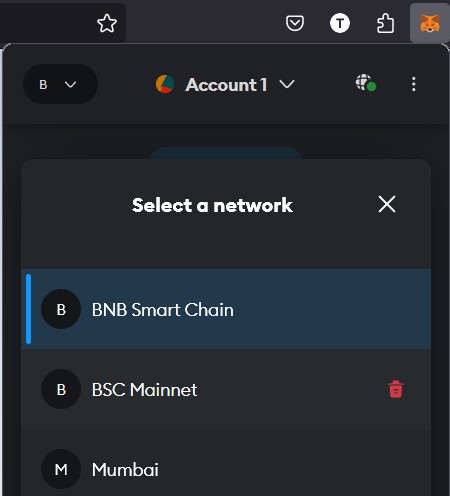 T
B Account 1
Select a network
B BNB Smart Chain
B BSC Mainnet
M Mumbai